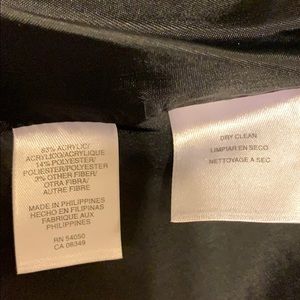 83% ACRYLIC/
ACRYLICO/ACRYLIQUE
14% POLYESTER/
POLIESTER/POLYESTER
3% OTHER FIBER/
OTRA FIBRA/
AUTRE FIBRE
MADE IN PHILIPPINES
HECHO EN FILIPINAS
FABRIQUE AUX
PHILIPPINES
RN 54050
CA 08349
DRY CLEAN
LIMPIAR EN SECO
NETTOYAGE A SEC